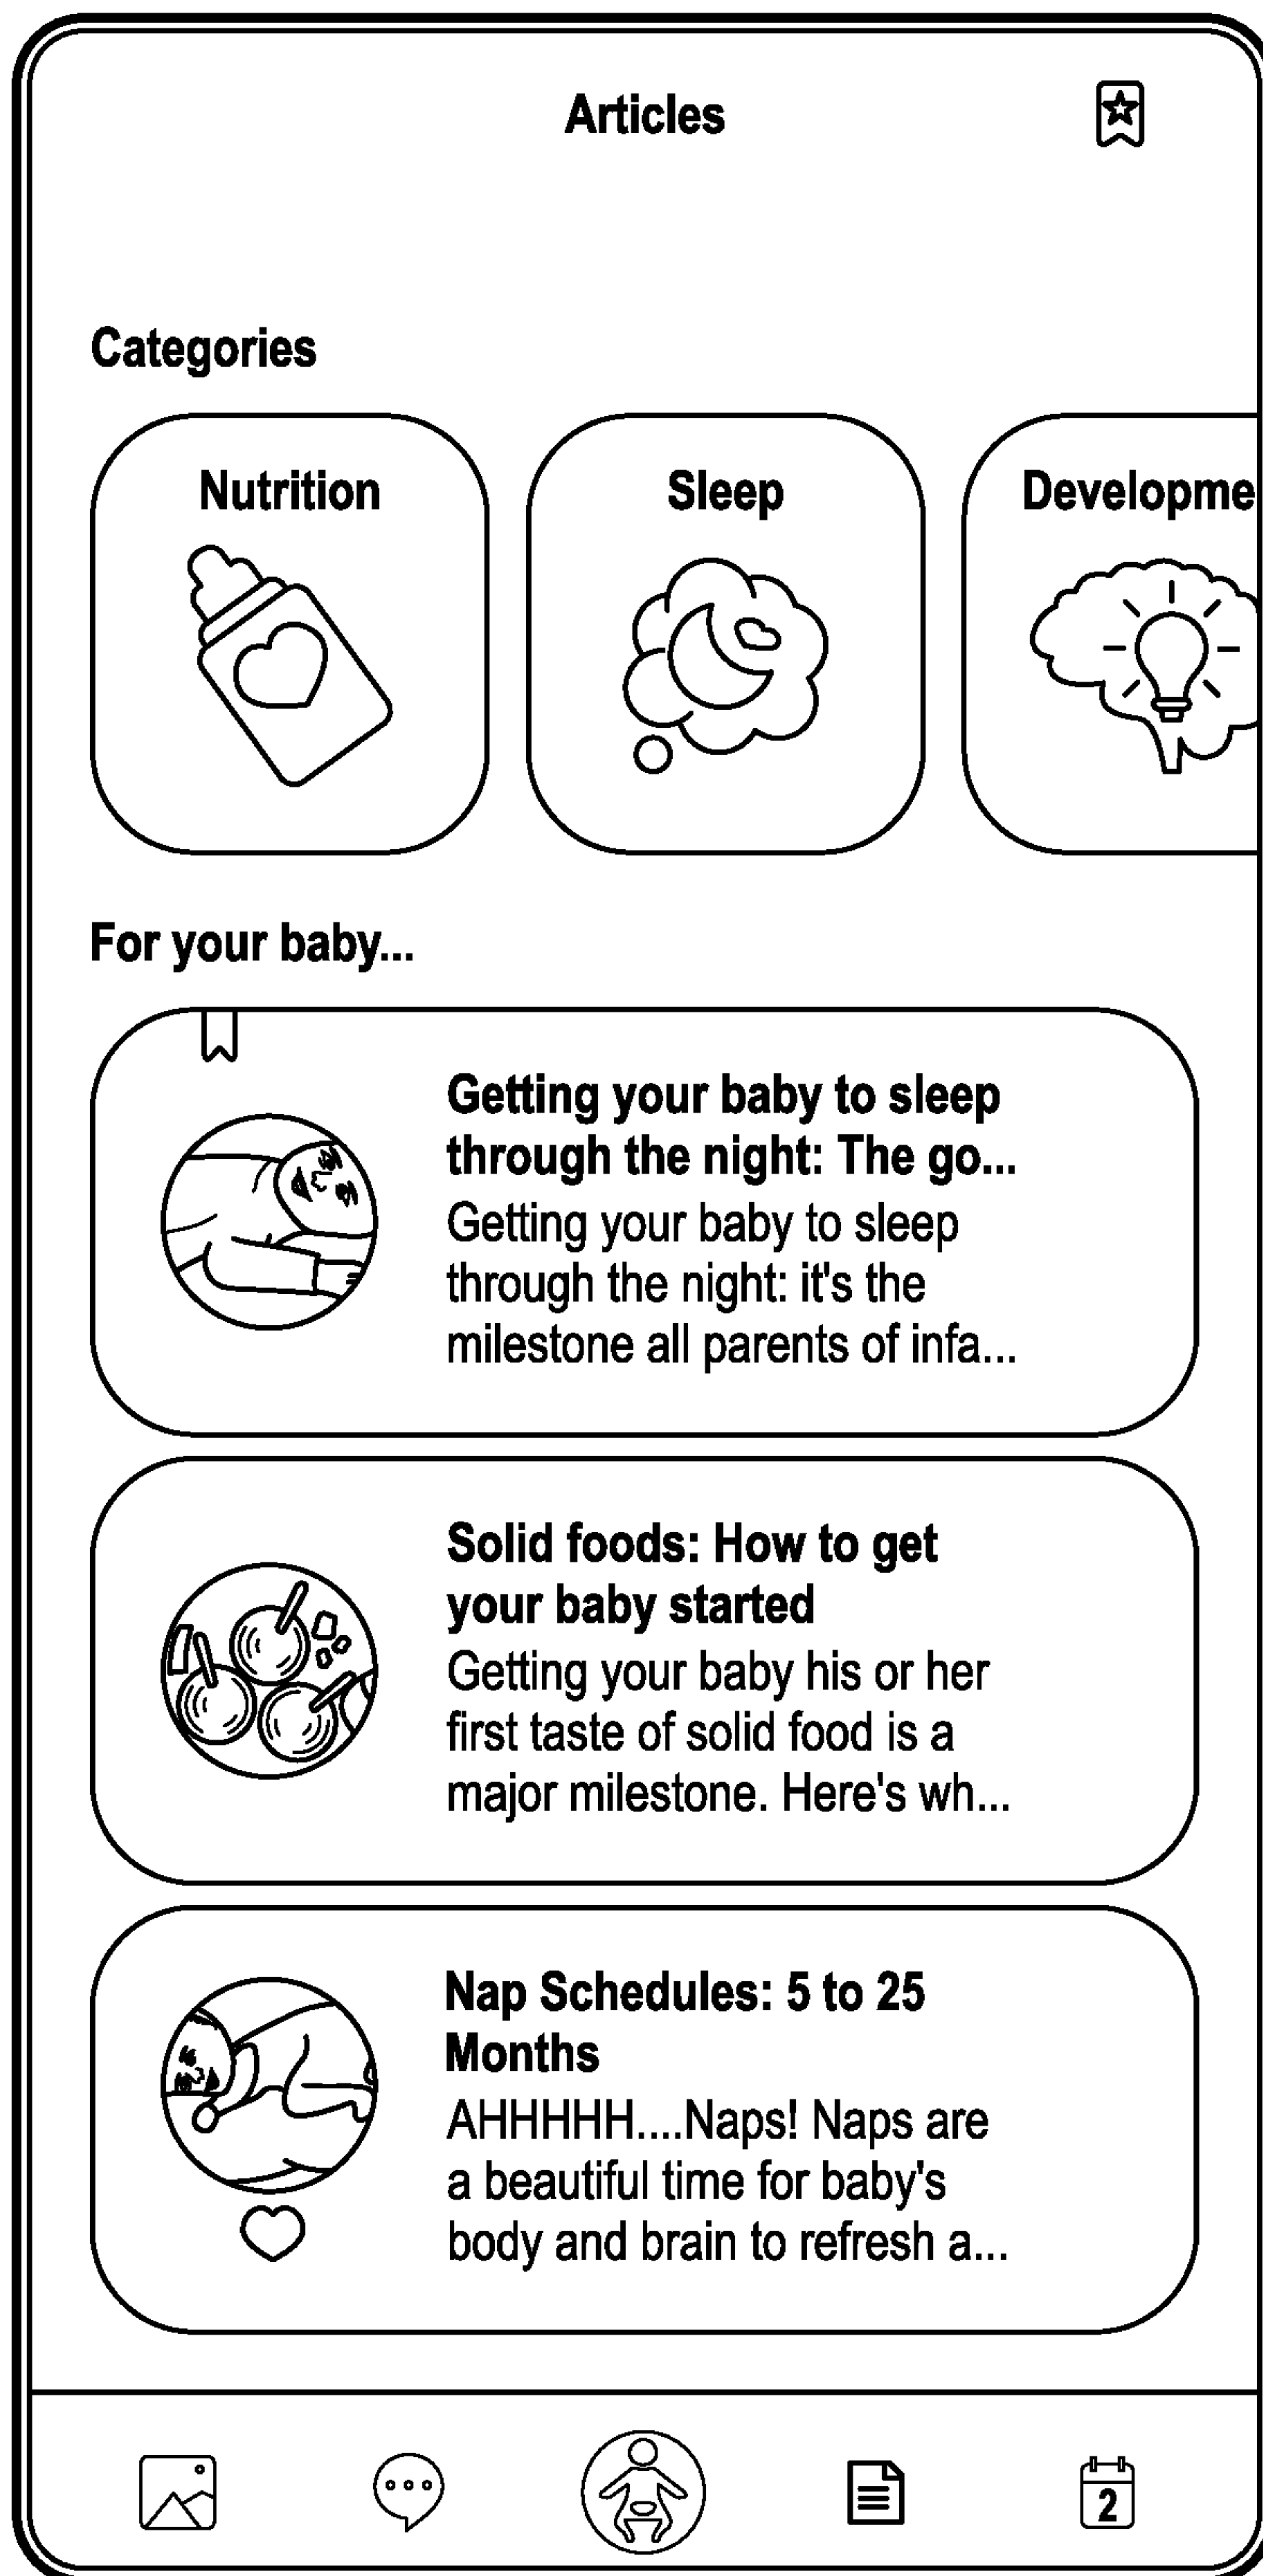 Articles
Categories
Nutrition
Sleep
Developme
For your baby...
Getting your baby to sleep
through the night: The go...
Getting your baby to sleep
through the night: it's the
milestone all parents of infa...
Solid foods: How to get
your baby started
Getting your baby his or her
first taste of solid food is a
major milestone. Here's wh...
Nap Schedules: 5 to 25
Months
AHHHHH....Naps! Naps are
a beautiful time for baby's
body and brain to refresh a...
2